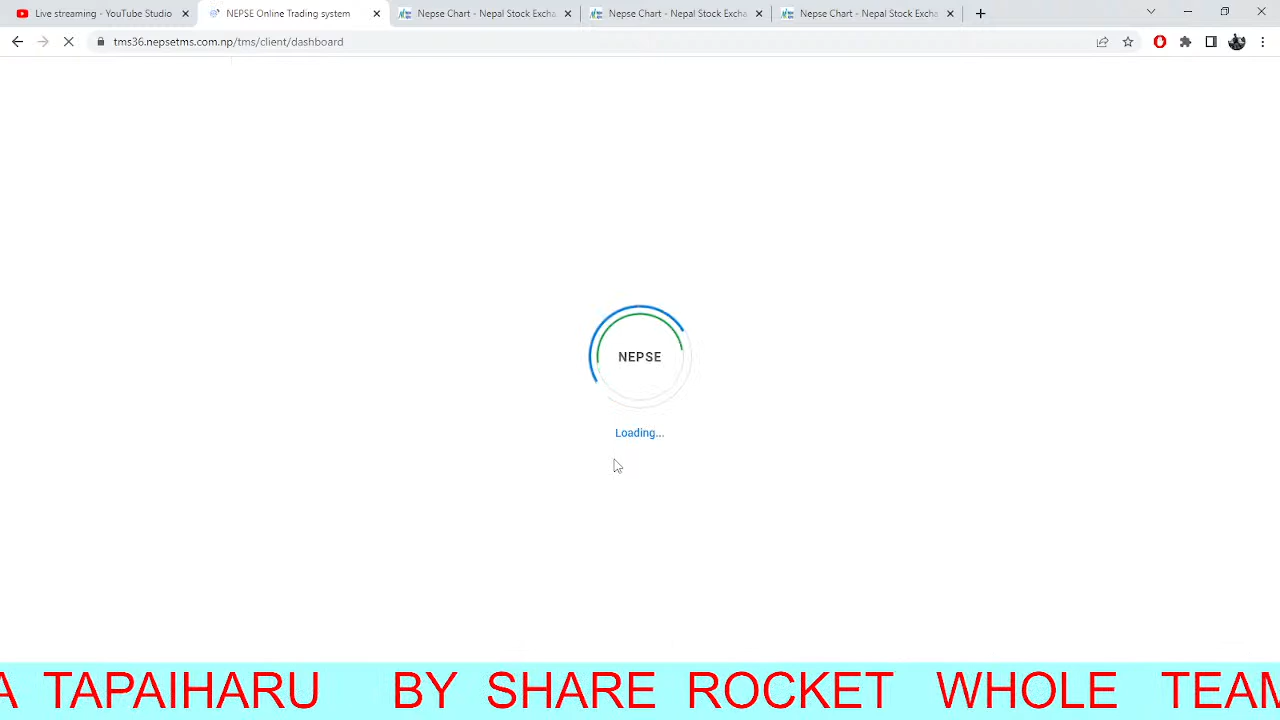 Live streaming - YouTube Studio
NEPSE Online Trading system
Nepse Chart - Nepal Stock Excha
Nepse Chart - Nepal Stock Excha
Nepse Chart - Nepal Stock Excha
tms36.nepsetms.com.np/tms/client/dashboard
NEPSE
Loading...
A TAPAIHARU BY SHARE ROCKET WHOLE TEAM